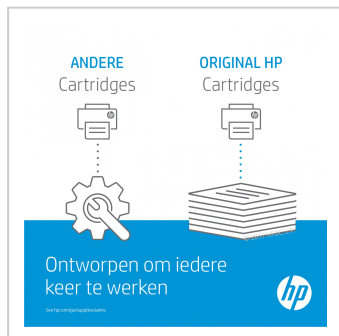 ANDERE
Cartridges
ORIGINAL HP
Cartridges
Ontworpen om iedere
keer te werken
hp